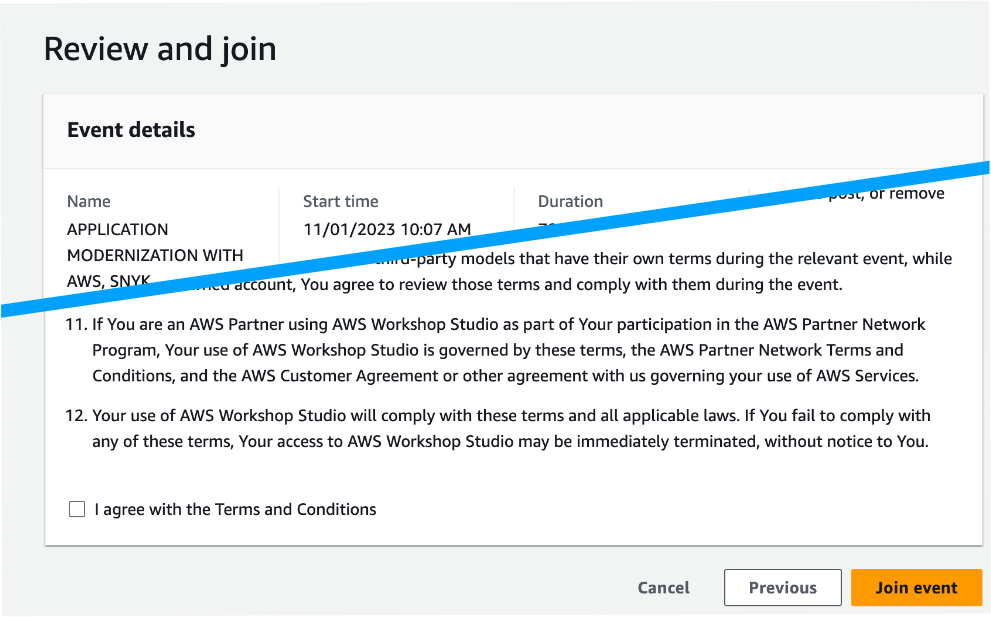 Review and join
Event details
Name
APPLICATION
MODERNIZATION WITH
AWS, SNYK
Start time
11/01/2023 10:07 AM
Duration
post, or remove
third-party models that have their own terms during the relevant event, while
account, You agree to review those terms and comply with them during the event.
11. If You are an AWS Partner using AWS Workshop Studio as part of Your participation in the AWS Partner Network
Program, Your use of AWS Workshop Studio is governed by these terms, the AWS Partner Network Terms and
Conditions, and the AWS Customer Agreement or other agreement with us governing your use of AWS Services.
12. Your use of AWS Workshop Studio will comply with these terms and all applicable laws. If You fail to comply with
any of these terms, Your access to AWS Workshop Studio may be immediately terminated, without notice to You.
I agree with the Terms and Conditions
Cancel
Previous
Join event